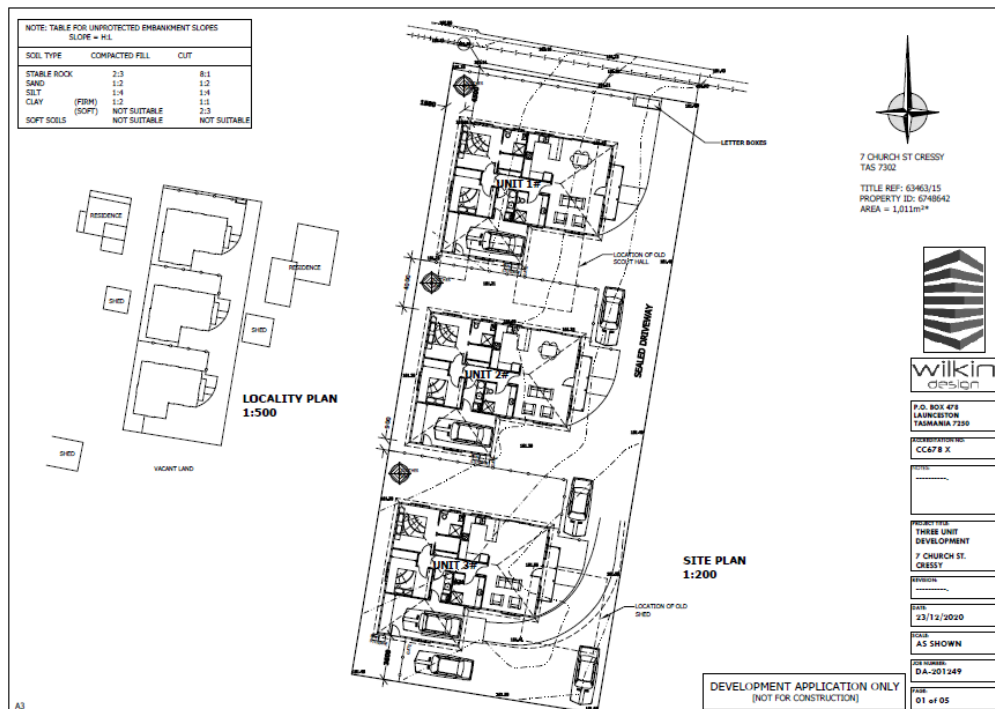 NOTE: TABLE FOR UNPROTECTED EMBANKMENT SLOPES
SLOPE = H:L
SOIL TYPE COMPACTED FILL CUT
STABLE ROCK 2:3 8:1
SAND 1:2 1:2
SILT 1:4 1:4
CLAY (FIRM) 1:2 1:1
(SOFT) NOT SUITABLE 2:3
SOFT SOILS NOT SUITABLE NOT SUITABLE
LETTER BOXES
7 CHURCH ST CRESSY
TAS 7302
TITLE REF: 63463/15
PROPERTY ID: 6748642
AREA = 1,011m²*
UNIT 1#
RESIDENCE
RESIDENCE
SHED
SHED
SHED
VACANT LAND
LOCALITY PLAN
1:500
LOCATION OF OLD
SCOUT HALL
SEALED DRIVEWAY
UNIT 2#
UNIT 3#
SITE PLAN
1:200
LOCATION OF OLD
SHED
wilkin
design
P.O. BOX 478
LAUNCESTON
TASMANIA 7250
ACCREDITATION NO:
CC678 X
NOTES:
PROJECT TITLE:
THREE UNIT
DEVELOPMENT
7 CHURCH ST.
CRESSY
REVISION:
DATE:
23/12/2020
SCALE:
AS SHOWN
JOB NUMBER:
DA-201249
PAGE:
01 of 05
DEVELOPMENT APPLICATION ONLY
[NOT FOR CONSTRUCTION]
A3